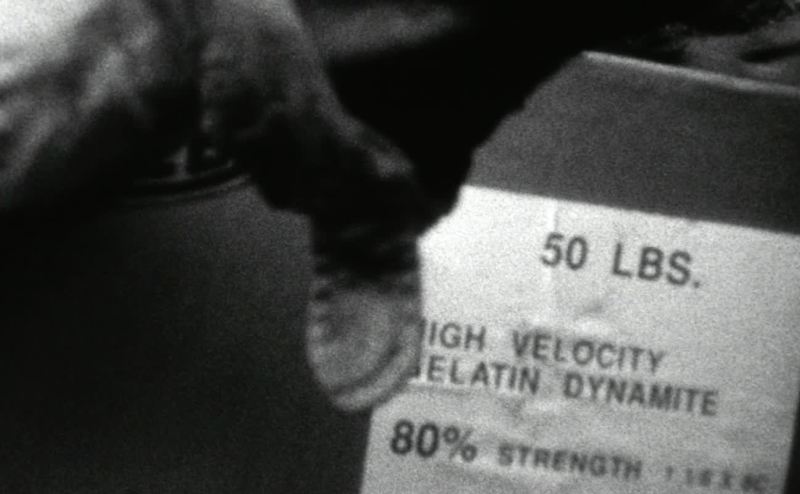 50 LBS.
IGH VELOCITY
ELATIN DYNAMITE
80% STRENGTH